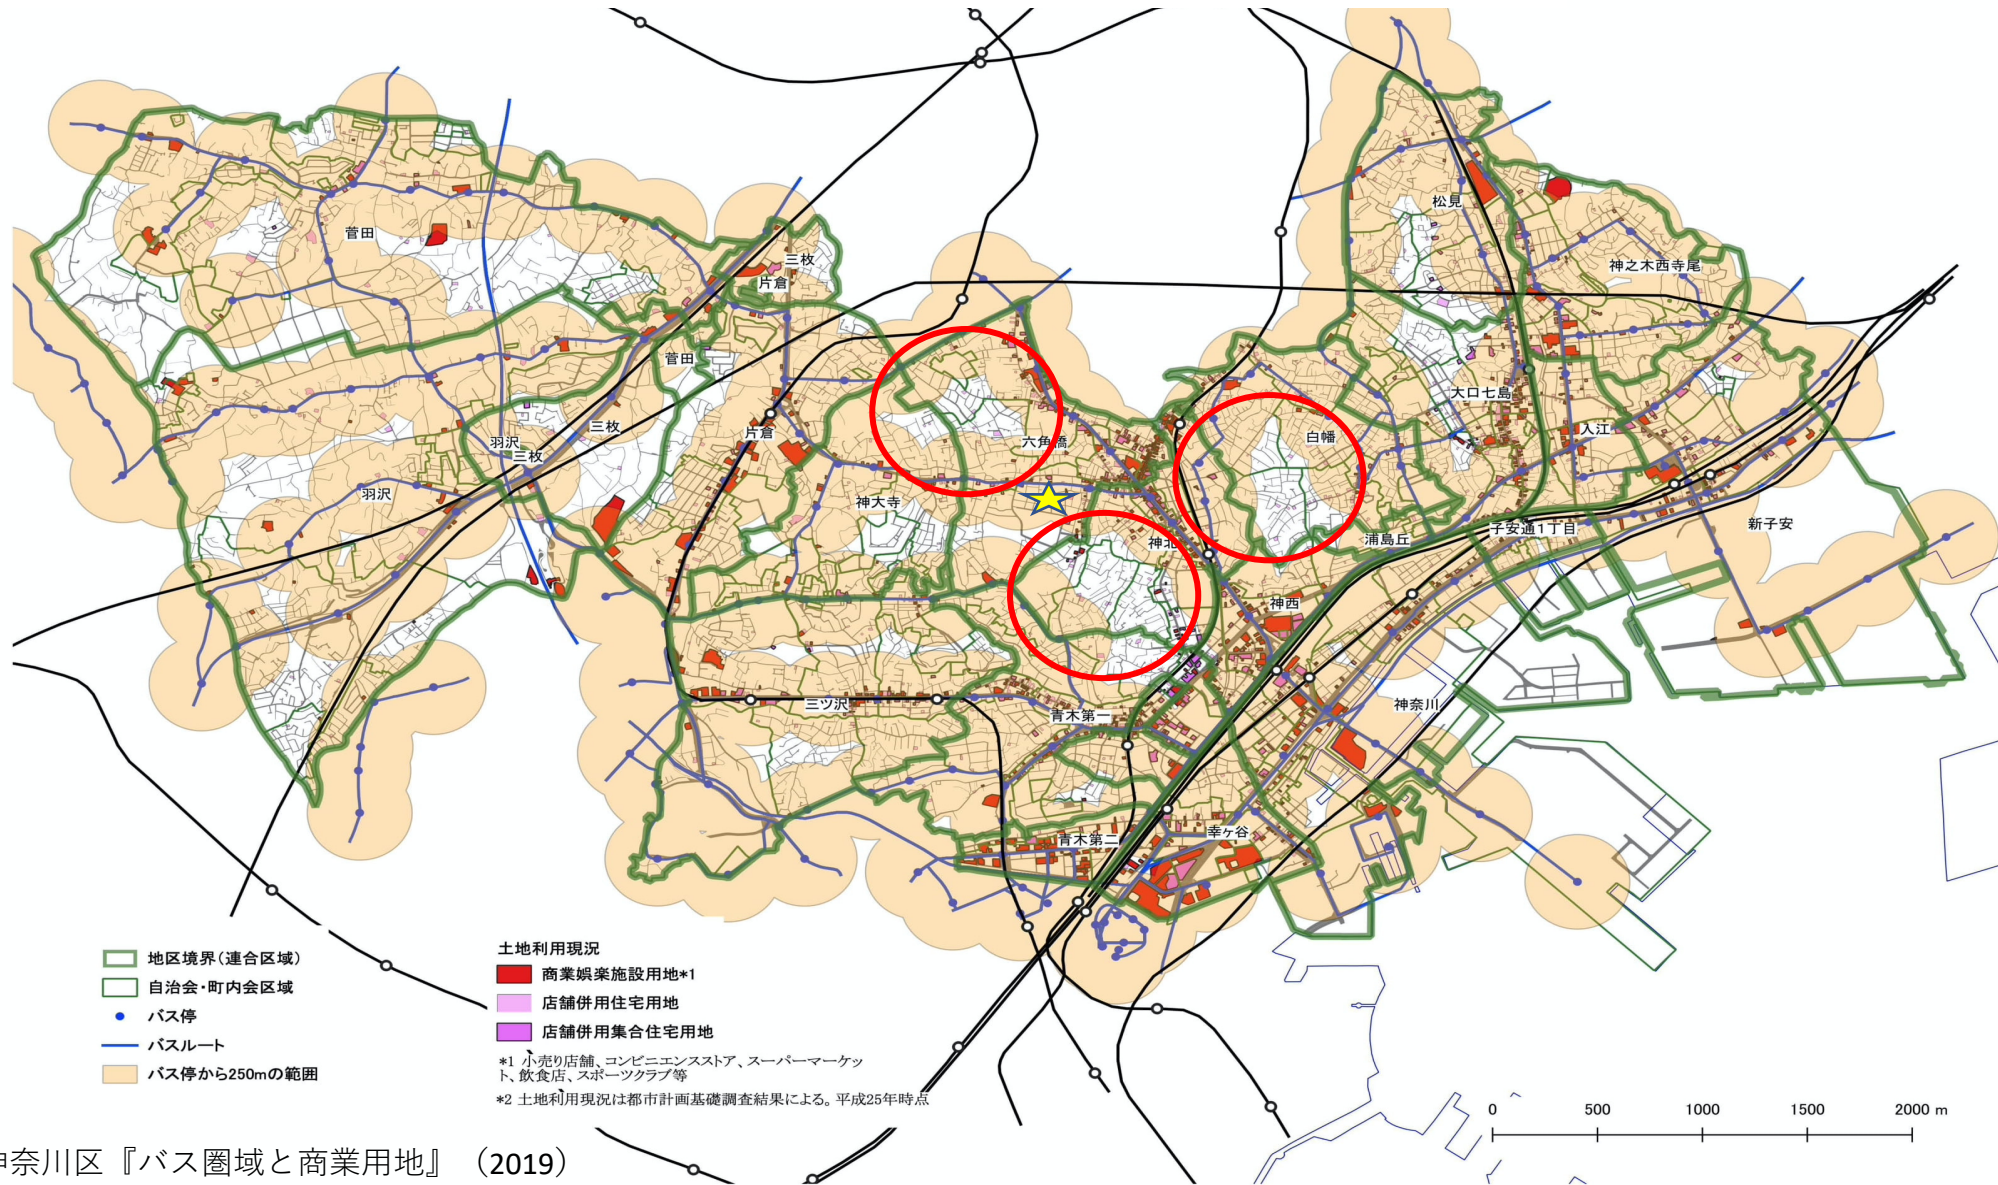 松見
菅田
三枚
神之木西寺尾
片倉
菅田
大口七島
片倉
三枚
入江
白幡
羽沢
六角橋
三枚
羽沢
神大寺
新子安
子安通1丁目
浦島丘
神北
神西
三ツ沢
神奈川
青木第一
幸ヶ谷
青木第二
地区境界(連合区域)
自治会・町内会区域
バス停
バスルート
バス停から250mの範囲
土地利用現況
商業娯楽施設用地*1
店舗併用住宅用地
店舗併用集合住宅用地
*1 小売り店舗、コンビニエンスストア、スーパーマーケッ
ト、飲食店、スポーツクラブ等
*2 土地利用現況は都市計画基礎調査結果による。平成25年時点
0 500 1000 1500 2000 m
神奈川区『バス圏域と商業用地』(2019)